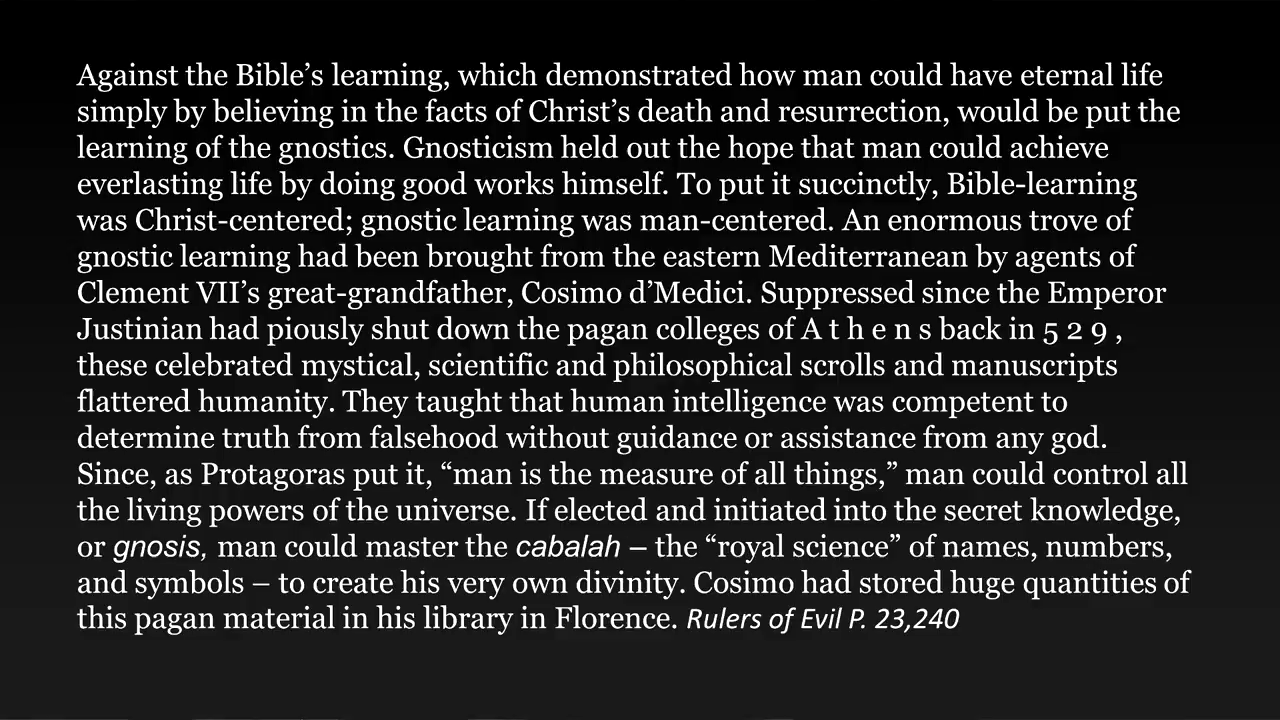 Against the Bible’s learning, which demonstrated how man could have eternal life
simply by believing in the facts of Christ’s death and resurrection, would be put the
learning of the gnostics. Gnosticism held out the hope that man could achieve
everlasting life by doing good works himself. To put it succinctly, Bible-learning
was Christ-centered; gnostic learning was man-centered. An enormous trove of
gnostic learning had been brought from the eastern Mediterranean by agents of
Clement VII’s great-grandfather, Cosimo d’Medici. Suppressed since the Emperor
Justinian had piously shut down the pagan colleges of A t h e n s back in 5 2 9 ,
these celebrated mystical, scientific and philosophical scrolls and manuscripts
flattered humanity. They taught that human intelligence was competent to
determine truth from falsehood without guidance or assistance from any god.
Since, as Protagoras put it, “man is the measure of all things,” man could control all
the living powers of the universe. If elected and initiated into the secret knowledge,
or gnosis, man could master the cabalah – the “royal science” of names, numbers,
and symbols – to create his very own divinity. Cosimo had stored huge quantities of
this pagan material in his library in Florence. Rulers of Evil P. 23,240